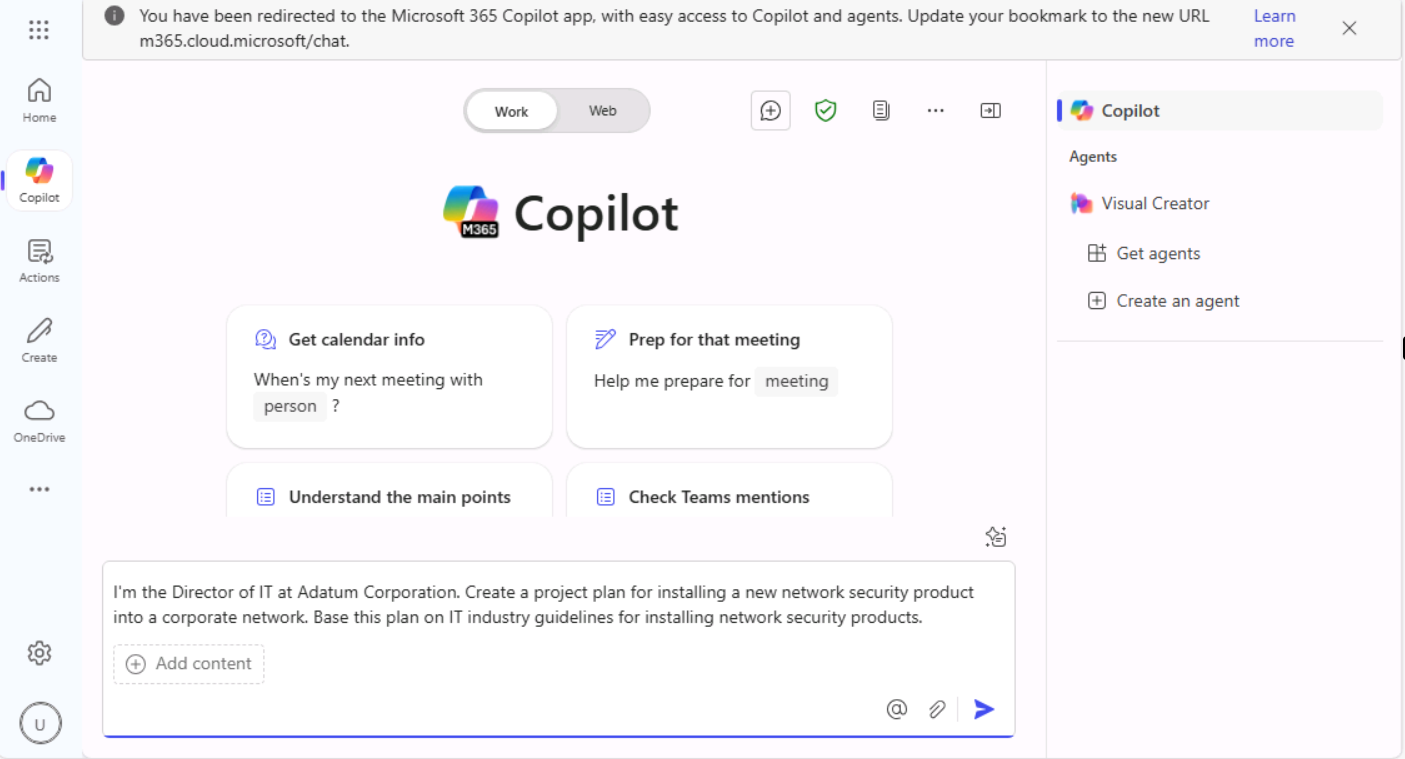 You have been redirected to the Microsoft 365 Copilot app, with easy access to Copilot and agents. Update your bookmark to the new URL
m365.cloud.microsoft/chat.
Learn
more
Home
Copilot
Actions
Create
OneDrive
U
Work
Web
M365
Copilot
Get calendar info
When's my next meeting with
person ?
Prep for that meeting
Help me prepare for meeting
Understand the main points
Check Teams mentions
I'm the Director of IT at Adatum Corporation. Create a project plan for installing a new network security product
into a corporate network. Base this plan on IT industry guidelines for installing network security products.
Add content
Copilot
Agents
Visual Creator
Get agents
Create an agent